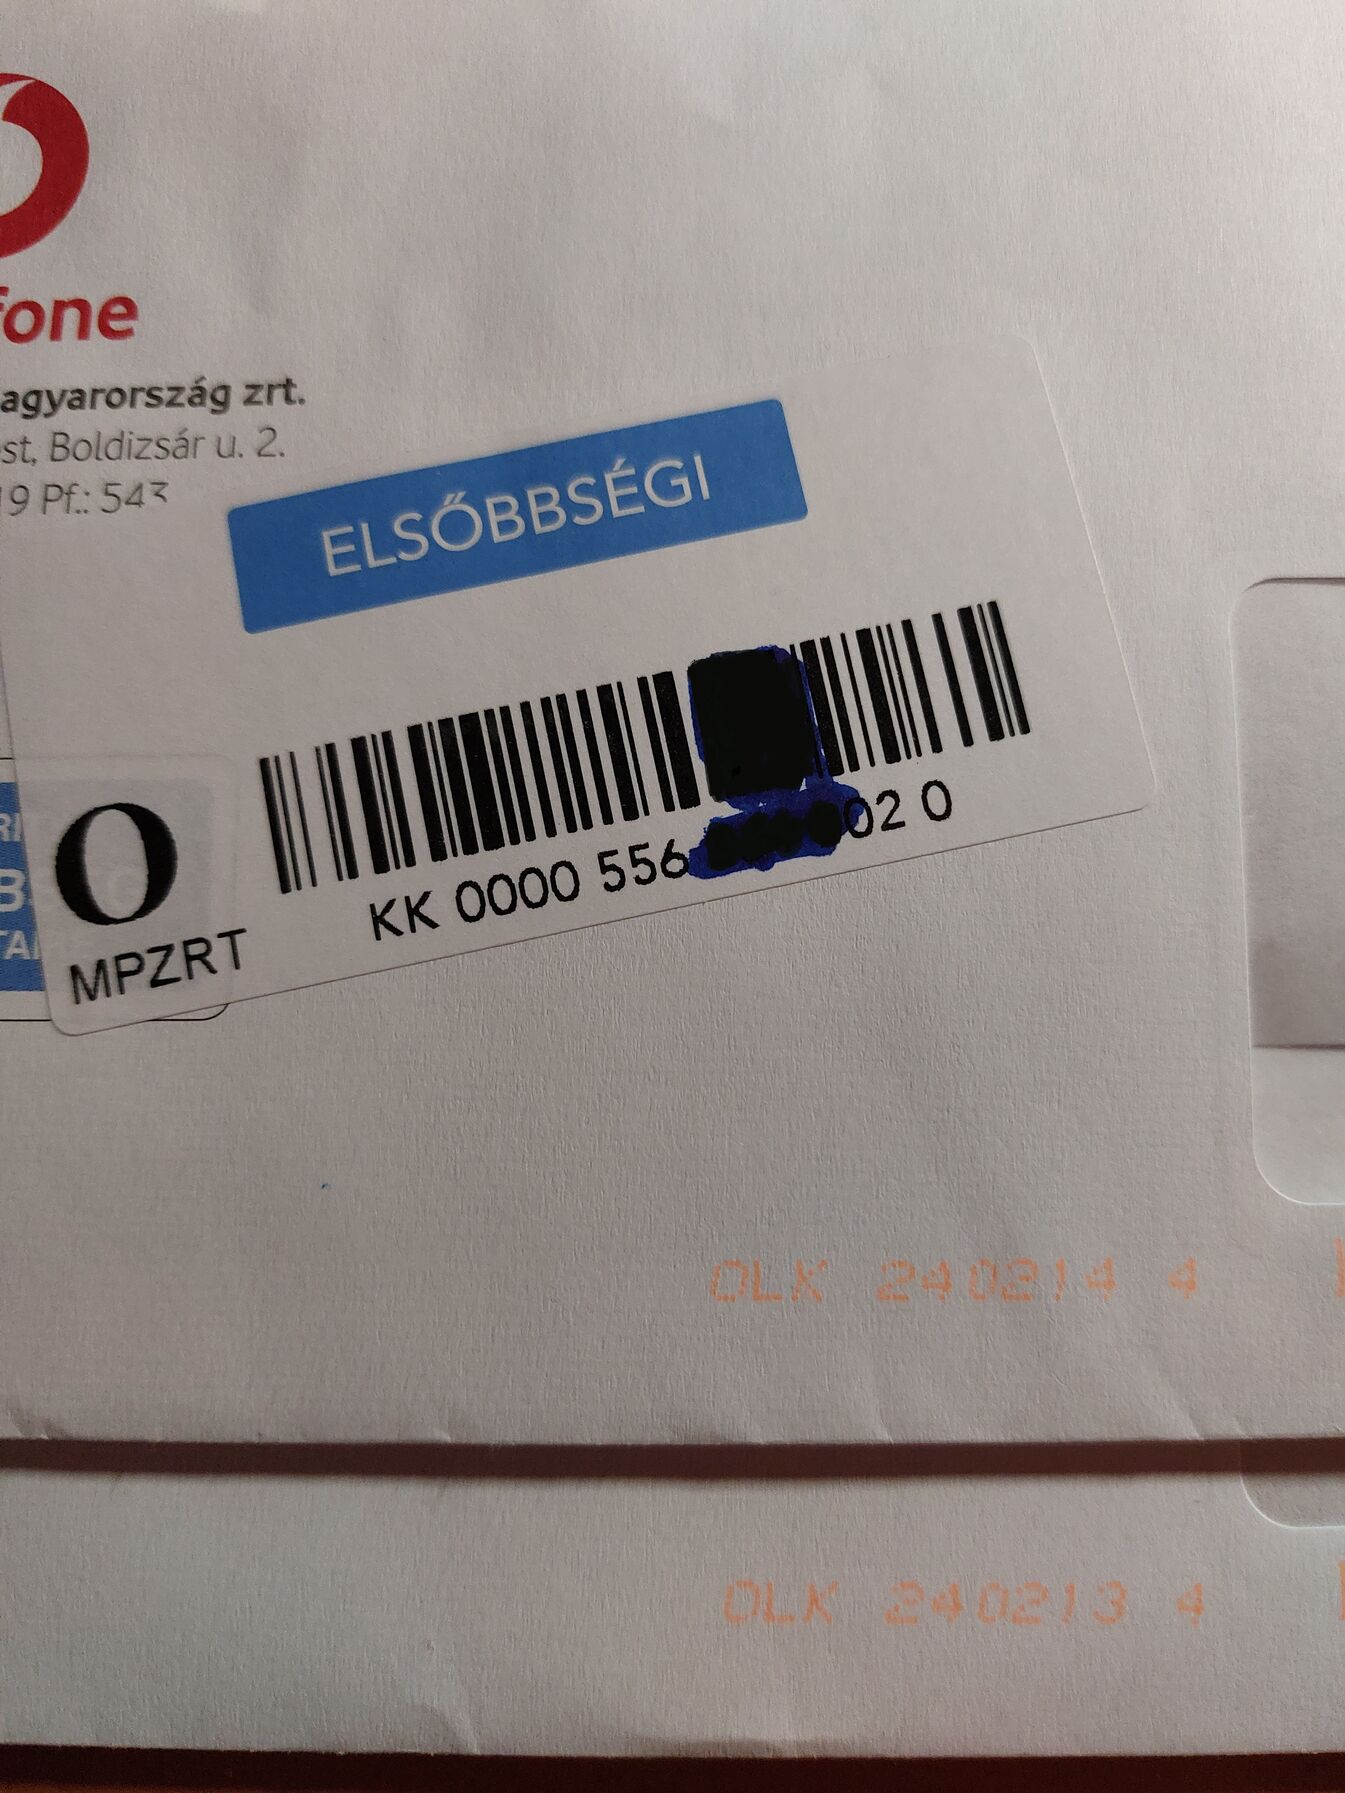 fone
agyarország zrt.
st, Boldizsár u. 2.
19 Pf.: 543
ELSŐBBSÉGI
KK 0000 556 02 0
O
MPZRT
OLK 240214 4
OLK 240213 4